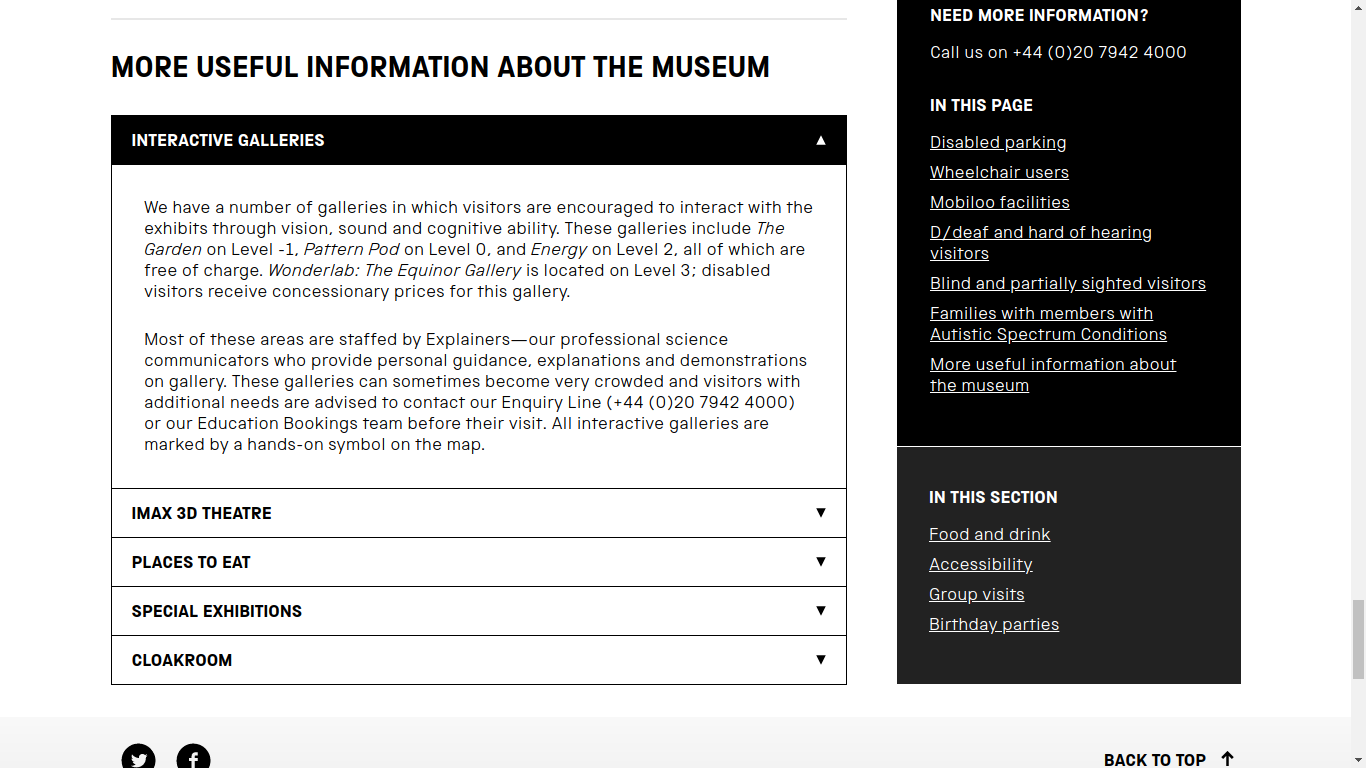 MORE USEFUL INFORMATION ABOUT THE MUSEUM
INTERACTIVE GALLERIES ▲
We have a number of galleries in which visitors are encouraged to interact with the
exhibits through vision, sound and cognitive ability. These galleries include The
Garden on Level -1, Pattern Pod on Level 0, and Energy on Level 2, all of which are
free of charge. Wonderlab: The Equinor Gallery is located on Level 3; disabled
visitors receive concessionary prices for this gallery.
Most of these areas are staffed by Explainers—our professional science
communicators who provide personal guidance, explanations and demonstrations
on gallery. These galleries can sometimes become very crowded and visitors with
additional needs are advised to contact our Enquiry Line (+44 (0)20 7942 4000)
or our Education Bookings team before their visit. All interactive galleries are
marked by a hands-on symbol on the map.
IMAX 3D THEATRE ▼
PLACES TO EAT ▼
SPECIAL EXHIBITIONS ▼
CLOAKROOM ▼
NEED MORE INFORMATION?
Call us on +44 (0)20 7942 4000
IN THIS PAGE
Disabled parking
Wheelchair users
Mobiloo facilities
D/deaf and hard of hearing
visitors
Blind and partially sighted visitors
Families with members with
Autistic Spectrum Conditions
More useful information about
the museum
IN THIS SECTION
Food and drink
Accessibility
Group visits
Birthday parties
BACK TO TOP ↑